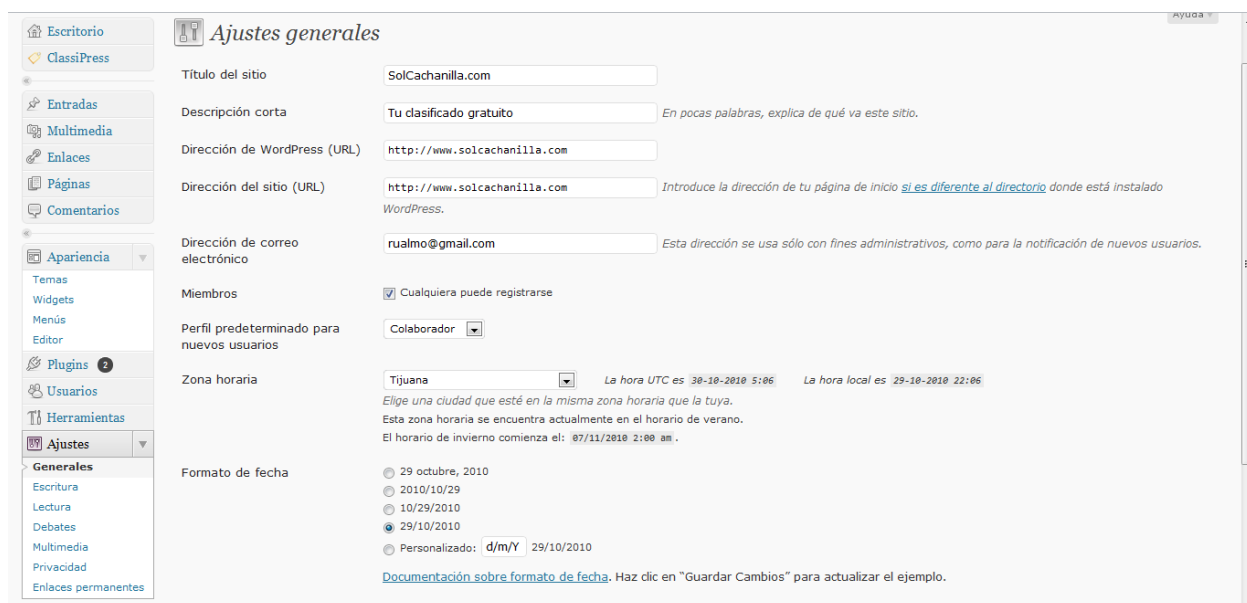 Ayuda
Escritorio
ClassiPress
Entradas
Multimedia
Enlaces
Páginas
Comentarios
Apariencia
Temas
Widgets
Menús
Editor
Plugins 2
Usuarios
Herramientas
Ajustes
Generales
Escritura
Lectura
Debates
Multimedia
Privacidad
Enlaces permanentes
Ajustes generales
Título del sitio SolCachanilla.com
Descripción corta Tu clasificado gratuito En pocas palabras, explica de qué va este sitio.
Dirección de WordPress (URL) http://www.solcachanilla.com
Dirección del sitio (URL) http://www.solcachanilla.com Introduce la dirección de tu página de inicio si es diferente al directorio donde está instalado
WordPress.
Dirección de correo
electrónico
rualmo@gmail.com Esta dirección se usa sólo con fines administrativos, como para la notificación de nuevos usuarios.
Miembros Cualquiera puede registrarse
Perfil predeterminado para
nuevos usuarios
Colaborador
Zona horaria Tijuana La hora UTC es 30-10-2010 5:06 La hora local es 29-10-2010 22:06
Elige una ciudad que esté en la misma zona horaria que la tuya.
Esta zona horaria se encuentra actualmente en el horario de verano.
El horario de invierno comienza el: 07/11/2010 2:00 am .
Formato de fecha 29 octubre, 2010
2010/10/29
10/29/2010
29/10/2010
Personalizado: d/m/Y 29/10/2010
Documentación sobre formato de fecha. Haz clic en “Guardar Cambios” para actualizar el ejemplo.